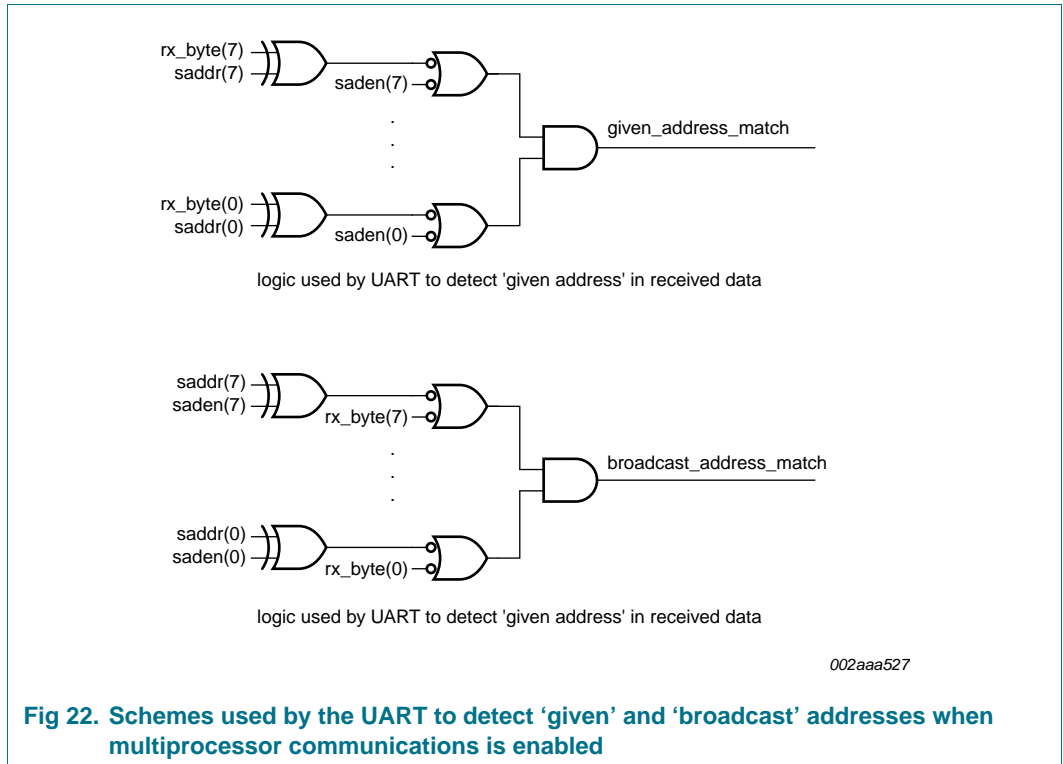 rx_byte(7)
saddr(7)
saden(7)
.
.
.
given_address_match
rx_byte(0)
saddr(0)
saden(0)
logic used by UART to detect 'given address' in received data
saddr(7)
saden(7)
rx_byte(7)
.
.
.
broadcast_address_match
saddr(0)
saden(0)
rx_byte(0)
logic used by UART to detect 'given address' in received data
002aaa527
Fig 22. Schemes used by the UART to detect ‘given’ and ‘broadcast’ addresses when
multiprocessor communications is enabled